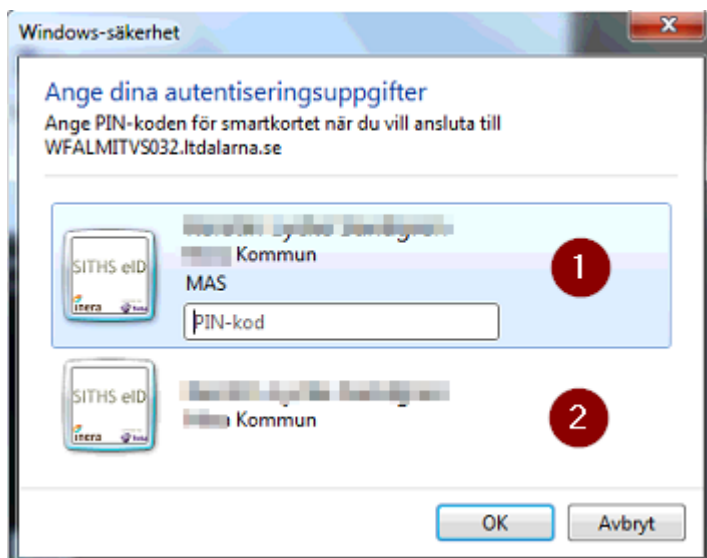 Windows-säkerhet
Ange dina autentiseringsuppgifter
Ange PIN-koden för smartkortet när du vill ansluta till
WFALMITVS032.ltdalarna.se
SITHS eID
inera
Kommun
MAS
PIN-kod
1
SITHS eID
inera
Kommun
2
OK
Avbryt